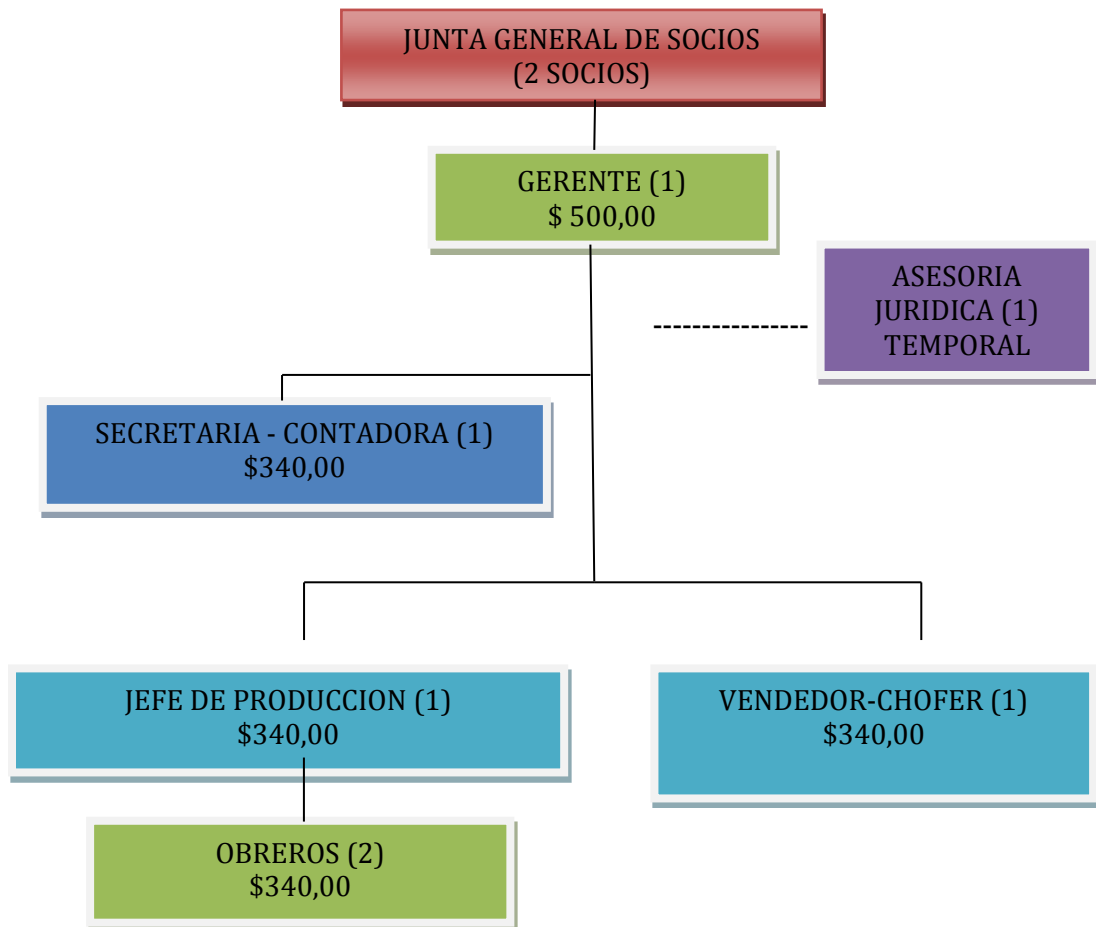 JUNTA GENERAL DE SOCIOS
(2 SOCIOS)
GERENTE (1)
$ 500,00
ASESORIA
JURIDICA (1)
TEMPORAL
SECRETARIA - CONTADORA (1)
$340,00
JEFE DE PRODUCCION (1)
$340,00
VENDEDOR-CHOFER (1)
$340,00
OBREROS (2)
$340,00